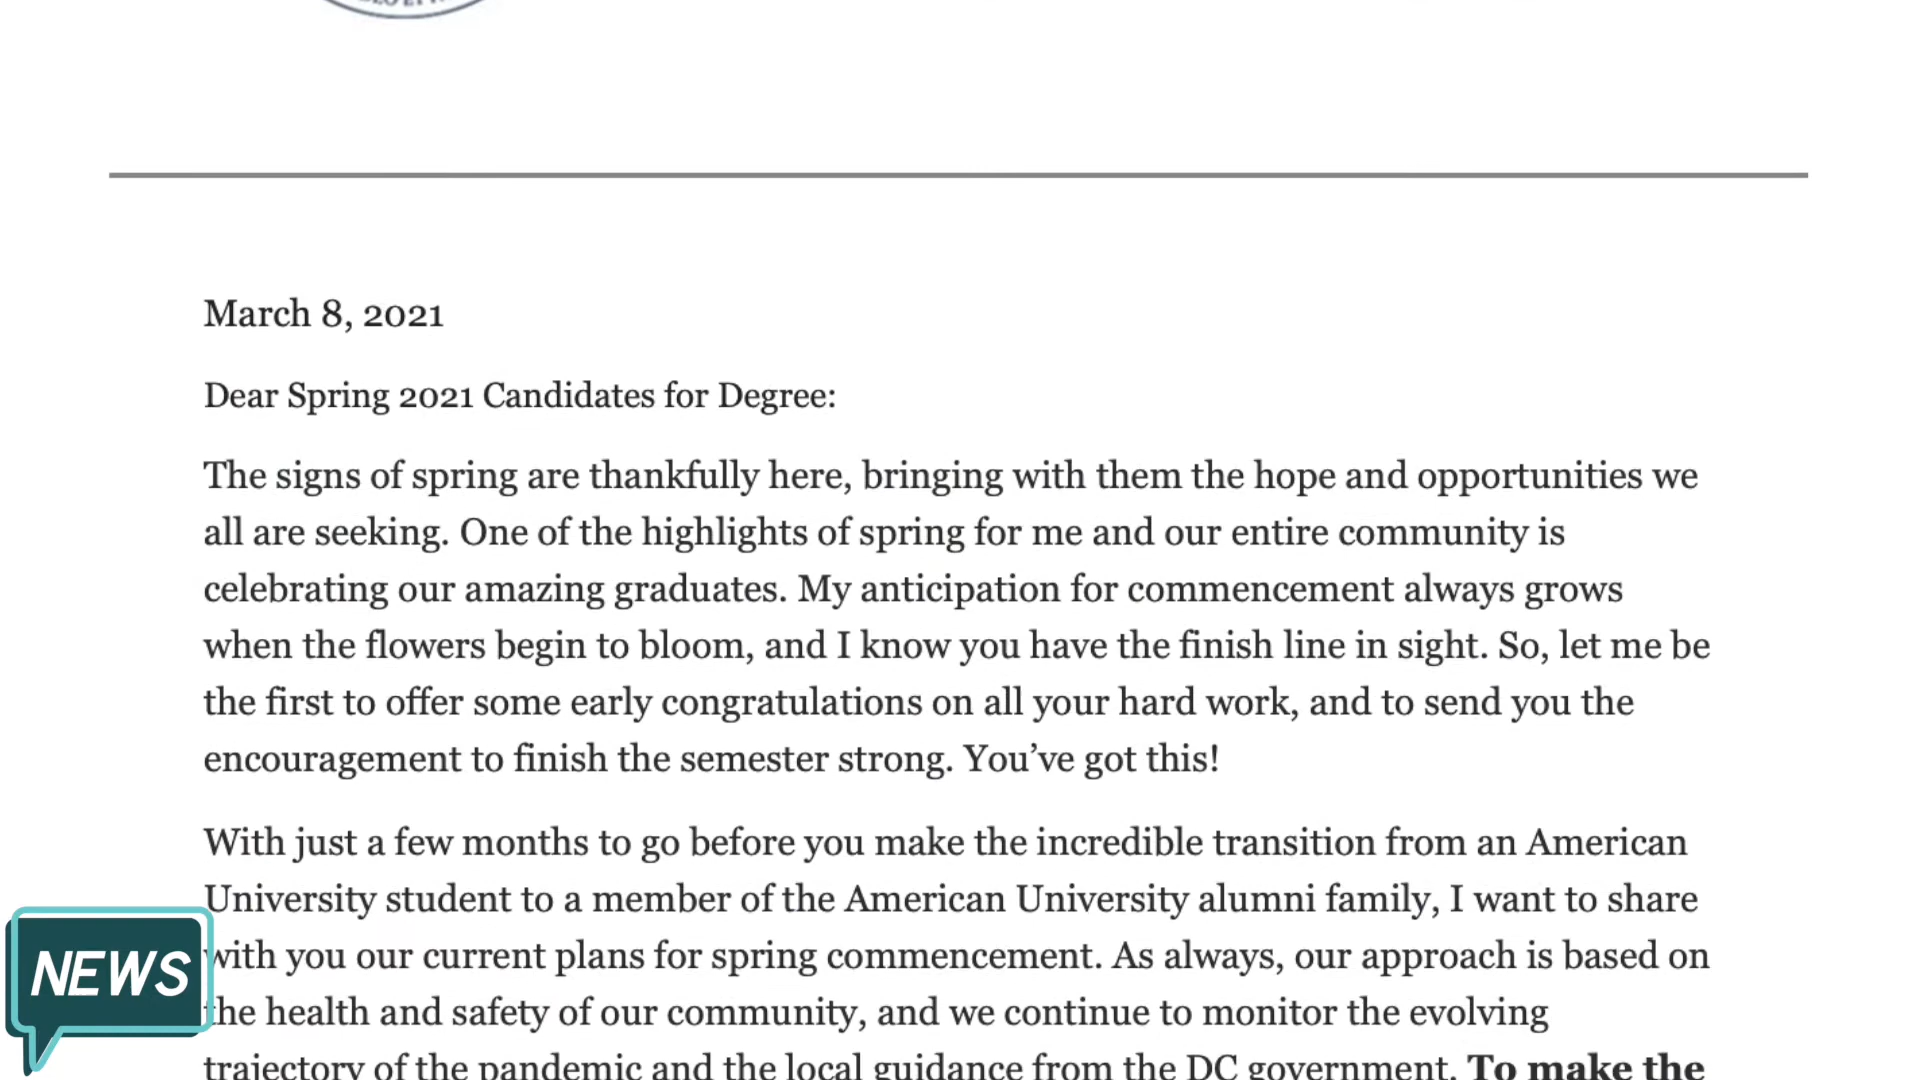 March 8, 2021
Dear Spring 2021 Candidates for Degree:
The signs of spring are thankfully here, bringing with them the hope and opportunities we
all are seeking. One of the highlights of spring for me and our entire community is
celebrating our amazing graduates. My anticipation for commencement always grows
when the flowers begin to bloom, and I know you have the finish line in sight. So, let me be
the first to offer some early congratulations on all your hard work, and to send you the
encouragement to finish the semester strong. You’ve got this!
With just a few months to go before you make the incredible transition from an American
University student to a member of the American University alumni family, I want to share
with you our current plans for spring commencement. As always, our approach is based on
the health and safety of our community, and we continue to monitor the evolving
trajectory of the pandemic and the local guidance from the DC government. To make the
NEWS